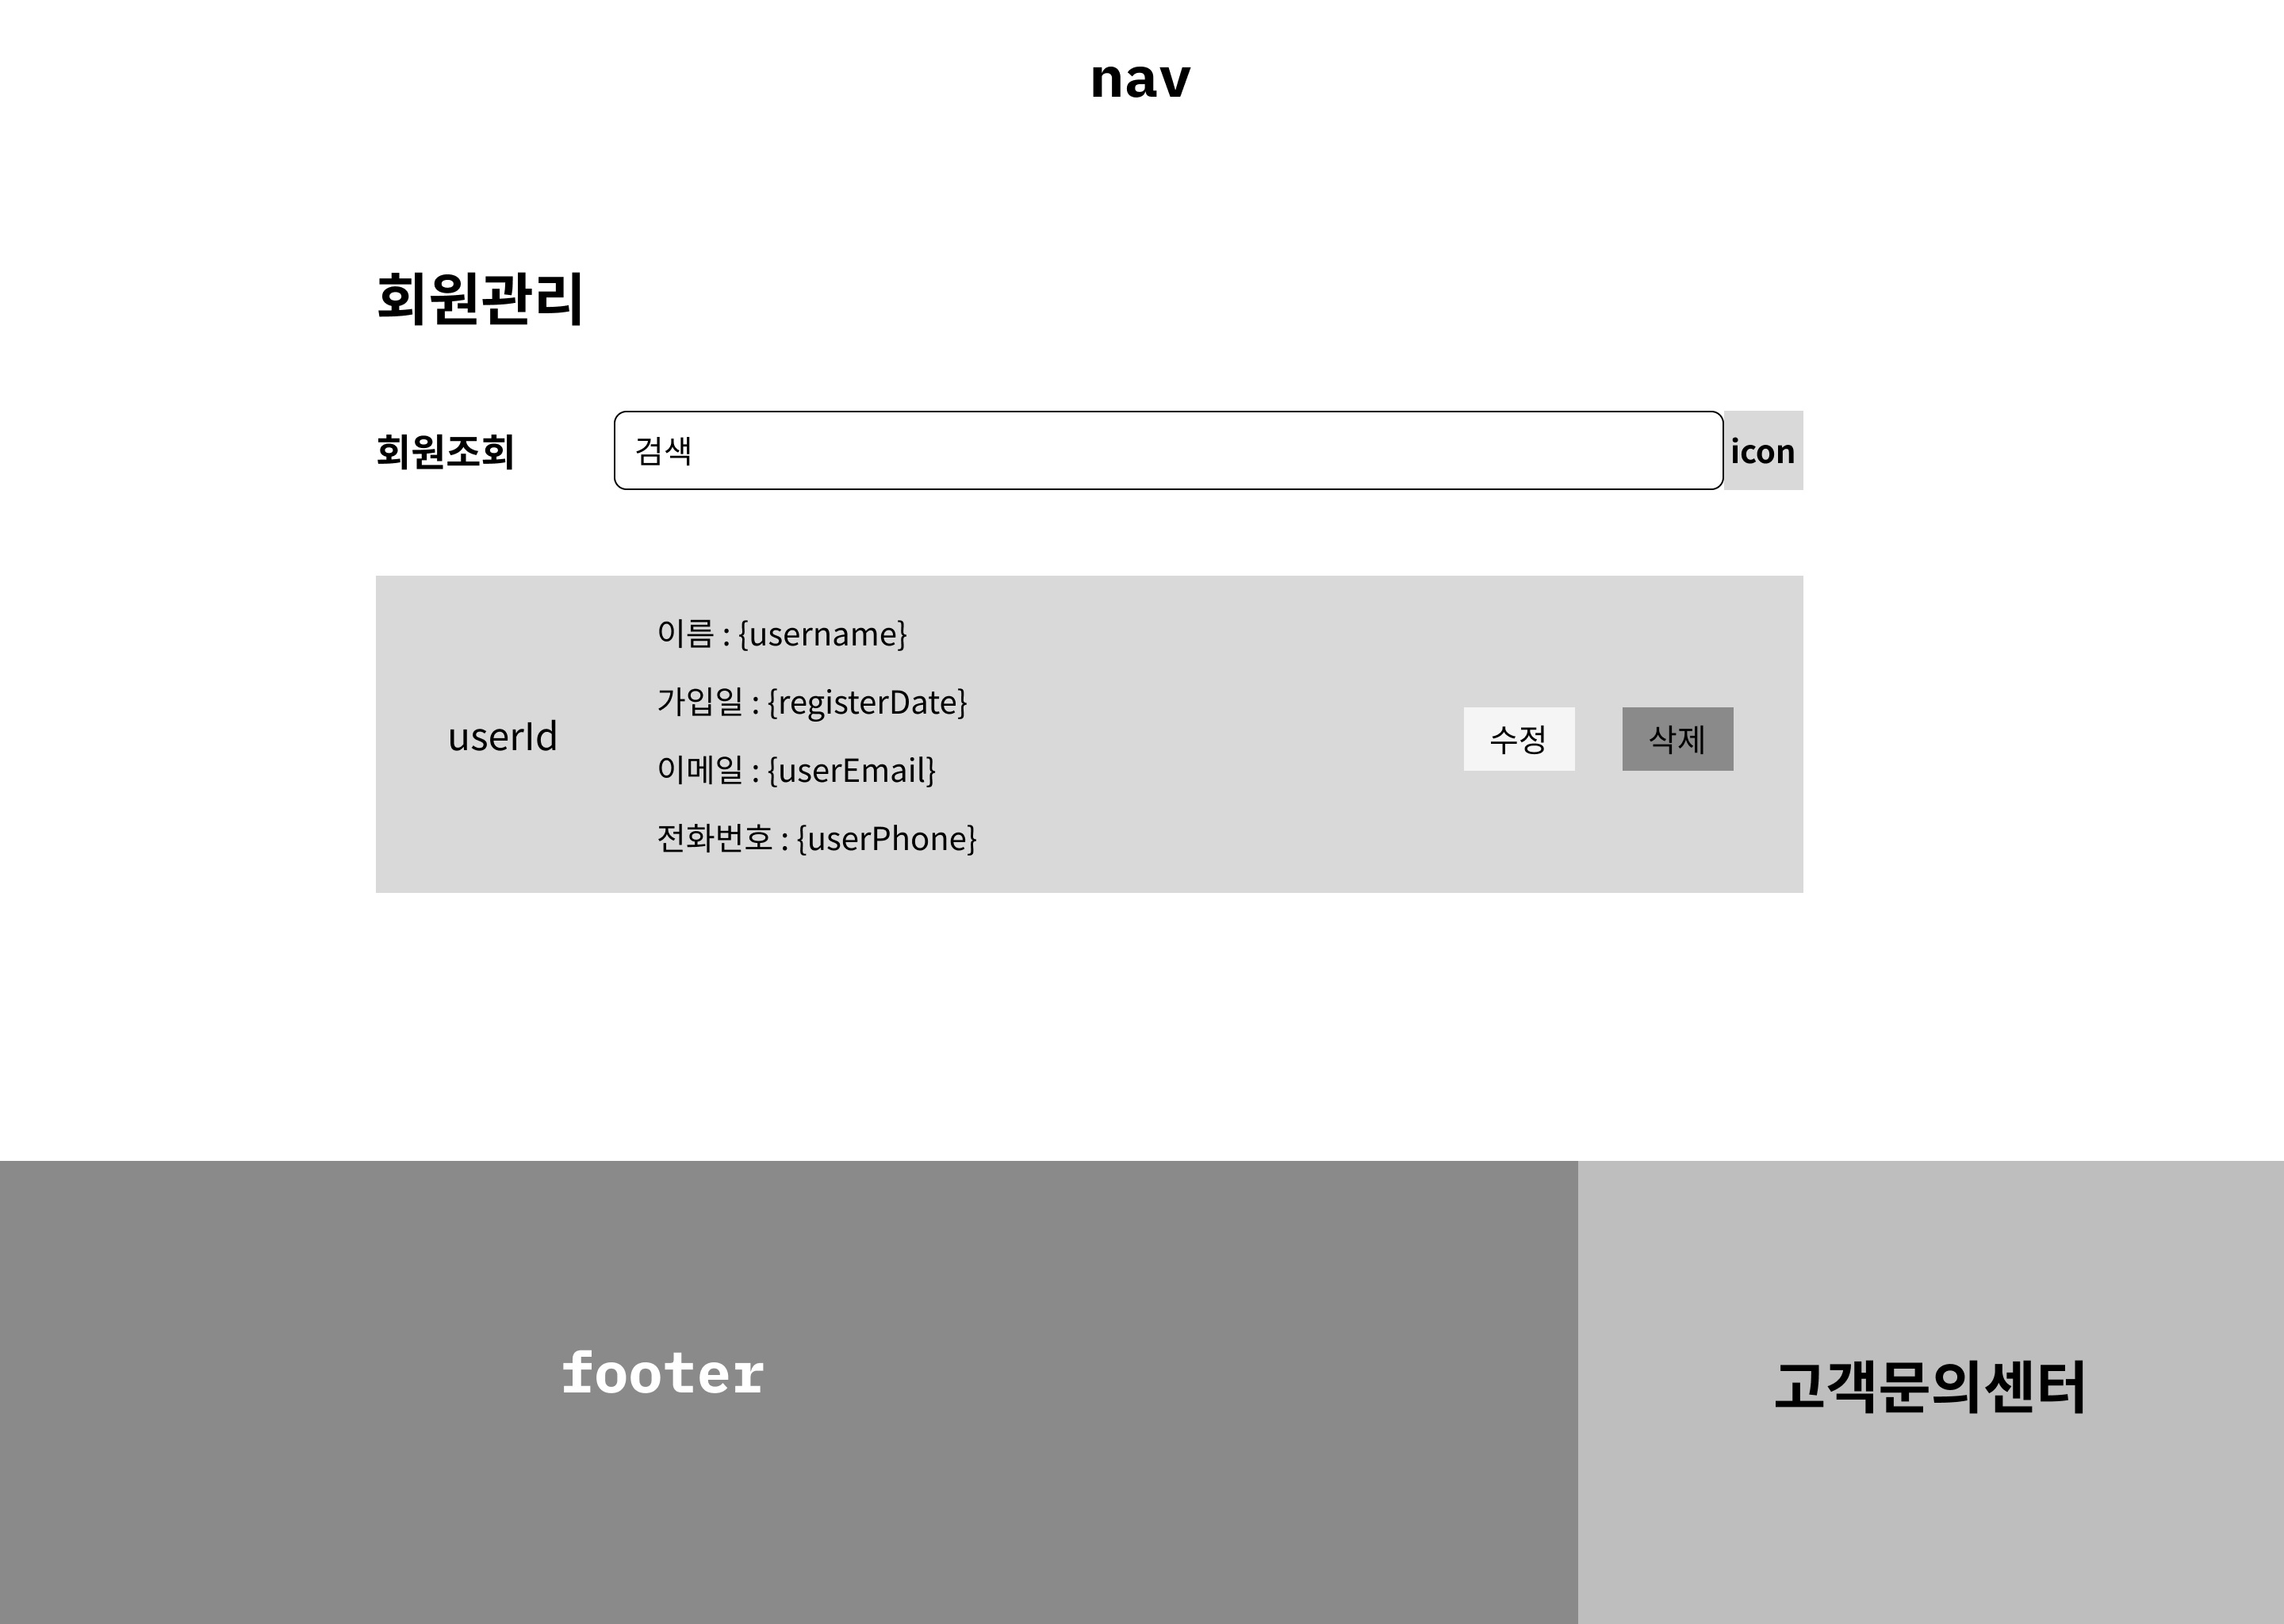 nav
회원관리
회원조회
검색
icon
이름 : {username}
가입일 : {registerDate}
userId
이메일 : {userEmail}
전화번호 : {userPhone}
수정
삭제
footer
고객문의센터